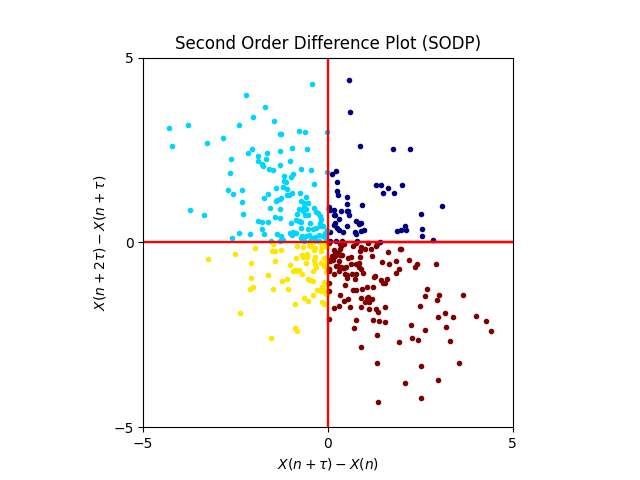 Second Order Difference Plot (SODP)
5
0
−5
X(n + 2τ) − X(n + τ)
−5
0
5
X(n + τ) − X(n)